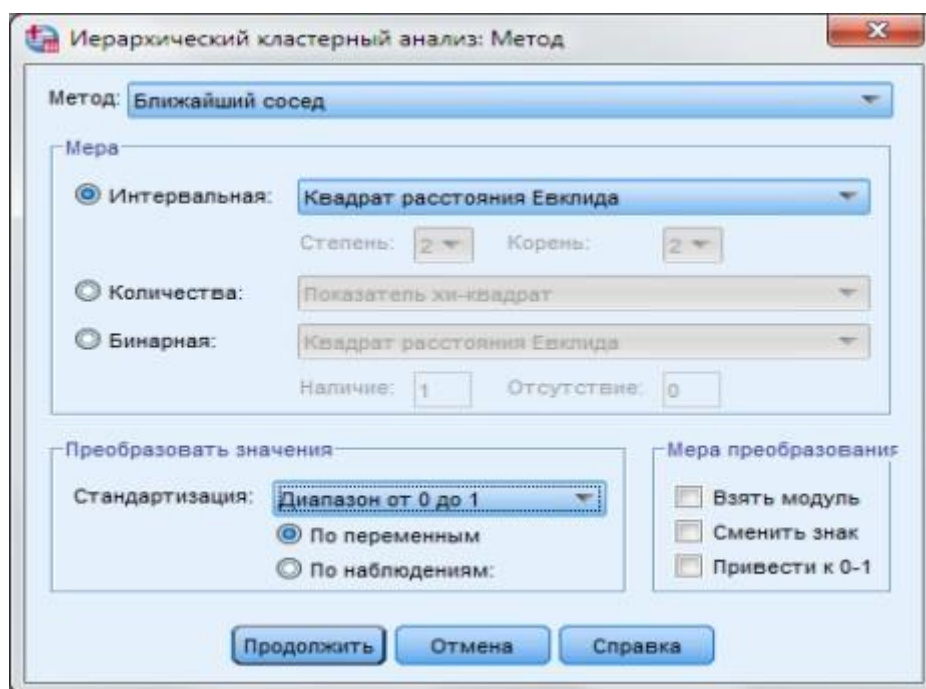 Иерархический кластерный анализ: Метод
Метод: Ближайший сосед
Мера
Интервальная: Квадрат расстояния Евклида
Степень: 2 Корень: 2
Количества: Показатель хи-квадрат
Бинарная: Квадрат расстояния Евклида
Наличие: 1 Отсутствие: 0
Преобразовать значения
Стандартизация: Диапазон от 0 до 1
По переменным
По наблюдениям:
Мера преобразования
Взять модуль
Сменить знак
Привести к 0-1
Продолжить Отмена Справка